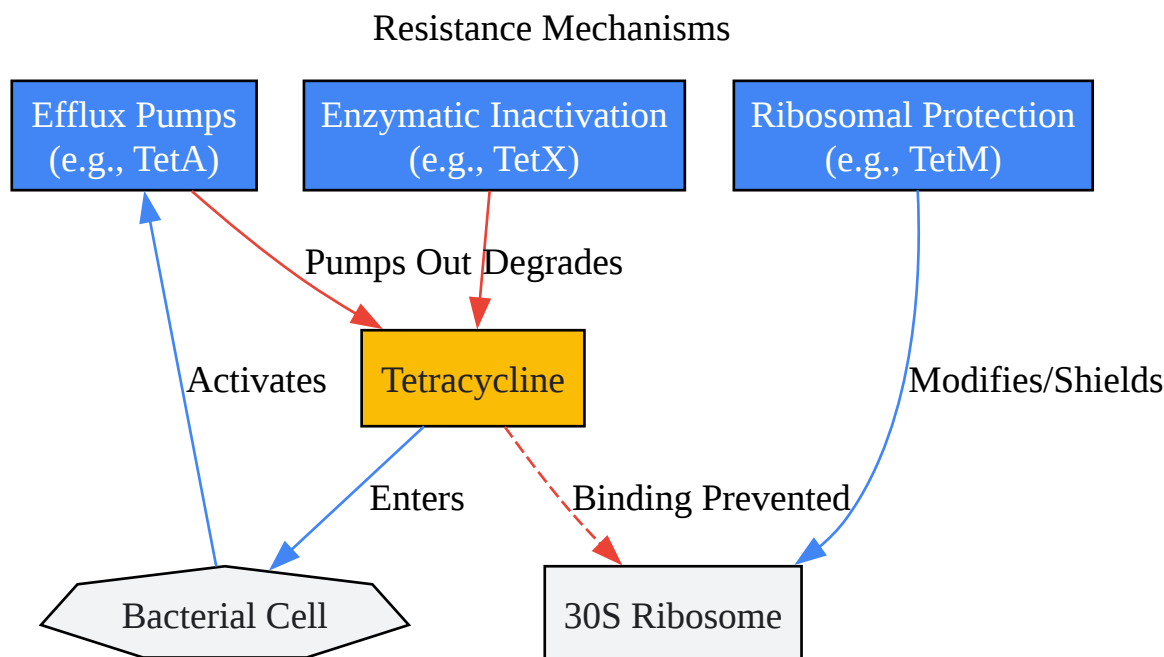 Resistance Mechanisms
Efflux Pumps
(e.g., TetA)
Enzymatic Inactivation
(e.g., TetX)
Ribosomal Protection
(e.g., TetM)
Pumps Out
Degrades
Activates
Tetracycline
Modifies/Shields
Enters
Binding Prevented
Bacterial Cell
30S Ribosome